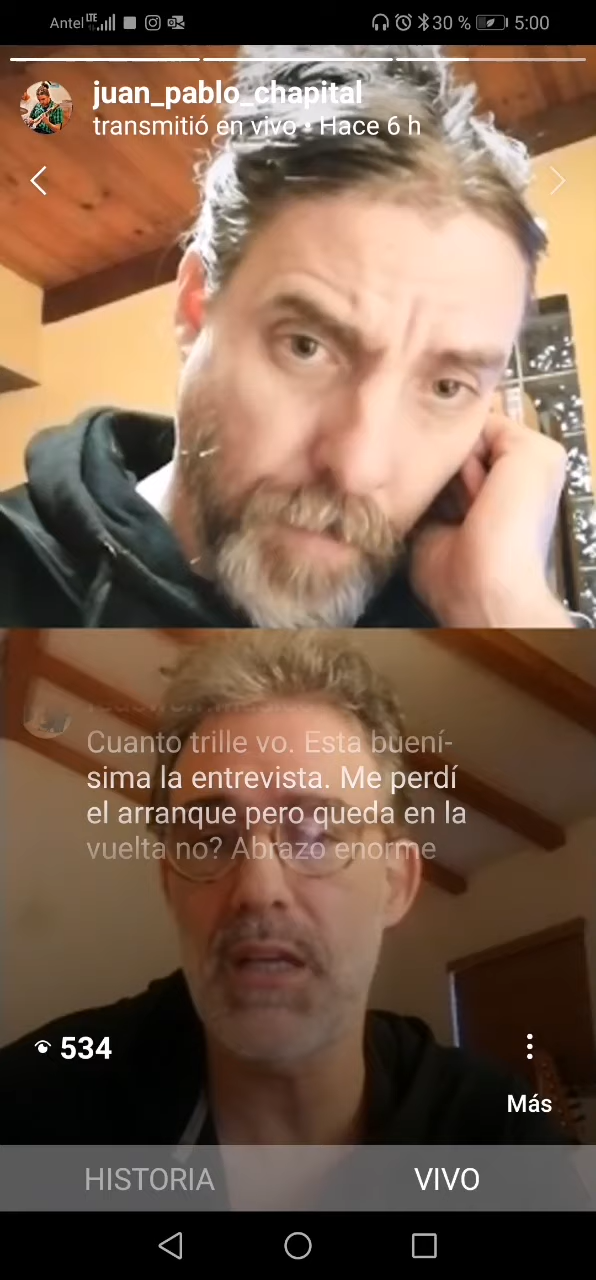 Antel LTE 30 % 5:00
juan_pablo_chapital
transmitió en vivo • Hace 6 h
Cuanto trille vo. Esta buení-
sima la entrevista. Me perdí
el arranque pero queda en la
vuelta no? Abrazo enorme
534
Más
HISTORIA VIVO